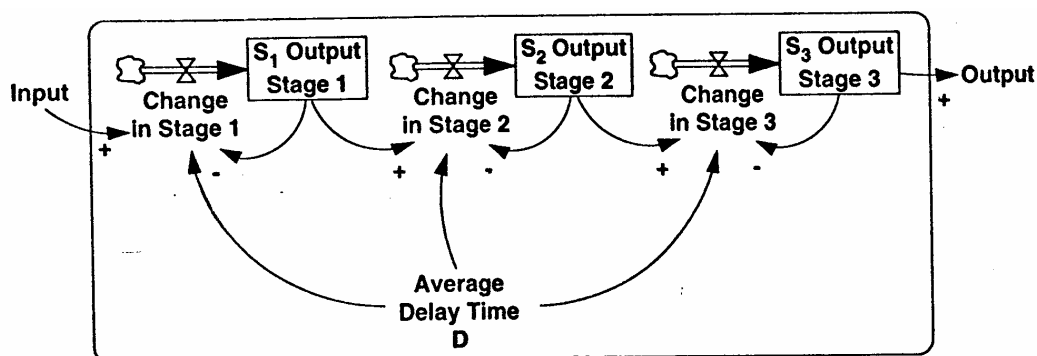 S₁ Output
Stage 1
S₂ Output
Stage 2
S₃ Output
Stage 3
Output
+
Input
+
Change
in Stage 1
-
Change
in Stage 2
+
-
Change
in Stage 3
+
-
Average
Delay Time
D